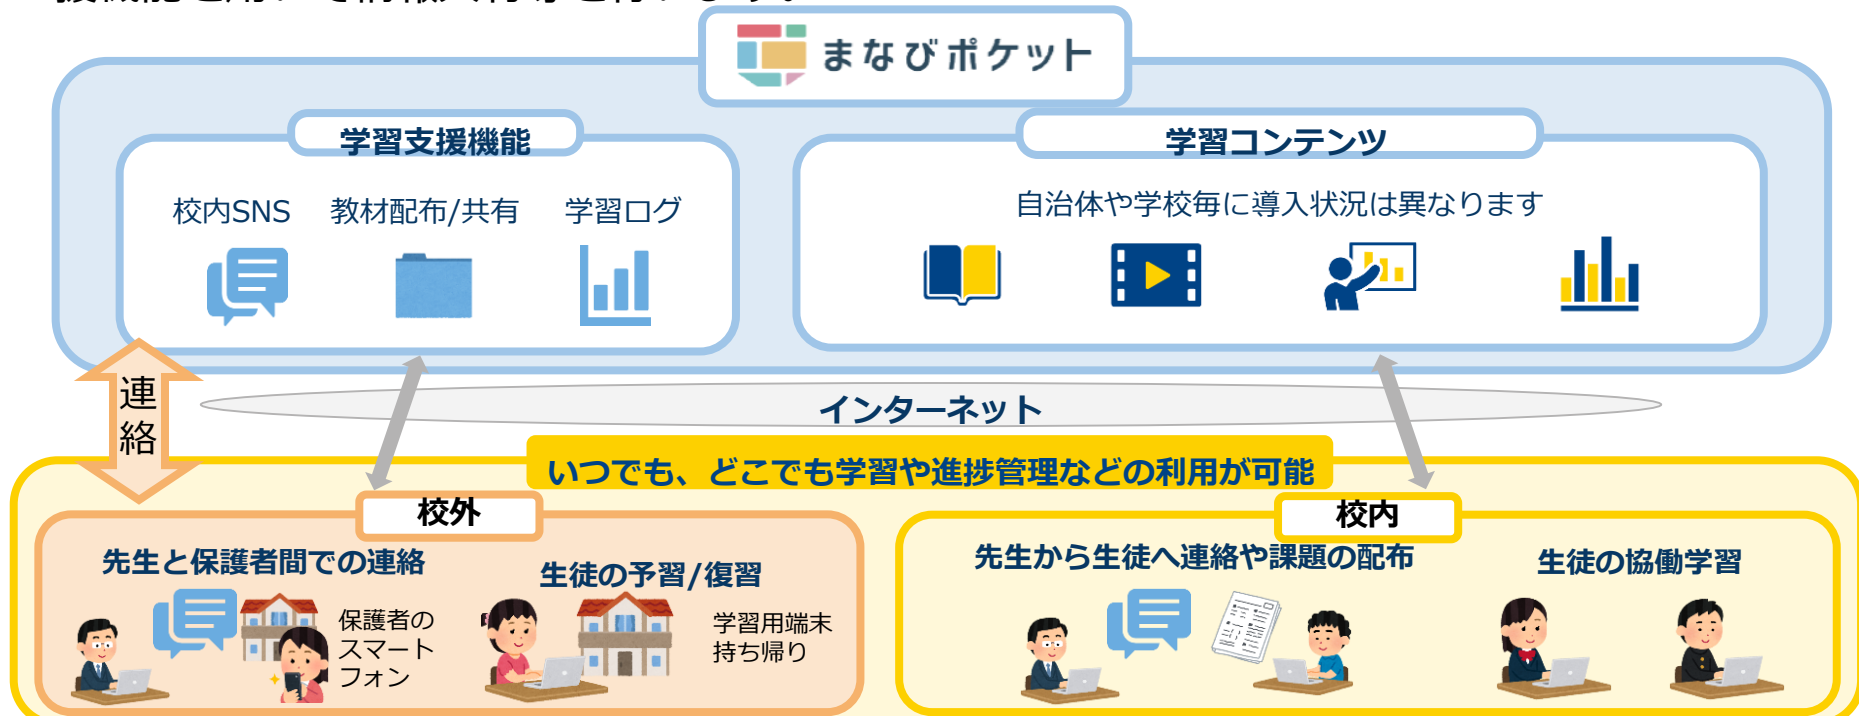 まなびポケット
学習支援機能
学習コンテンツ
校内SNS
教材配布/共有
学習ログ
自治体や学校毎に導入状況は異なります
連
絡
インターネット
いつでも、どこでも学習や進捗管理などの利用が可能
校外
先生と保護者間での連絡
保護者の
スマート
フォン
生徒の予習/復習
学習用端末
持ち帰り
校内
先生から生徒へ連絡や課題の配布
生徒の協働学習